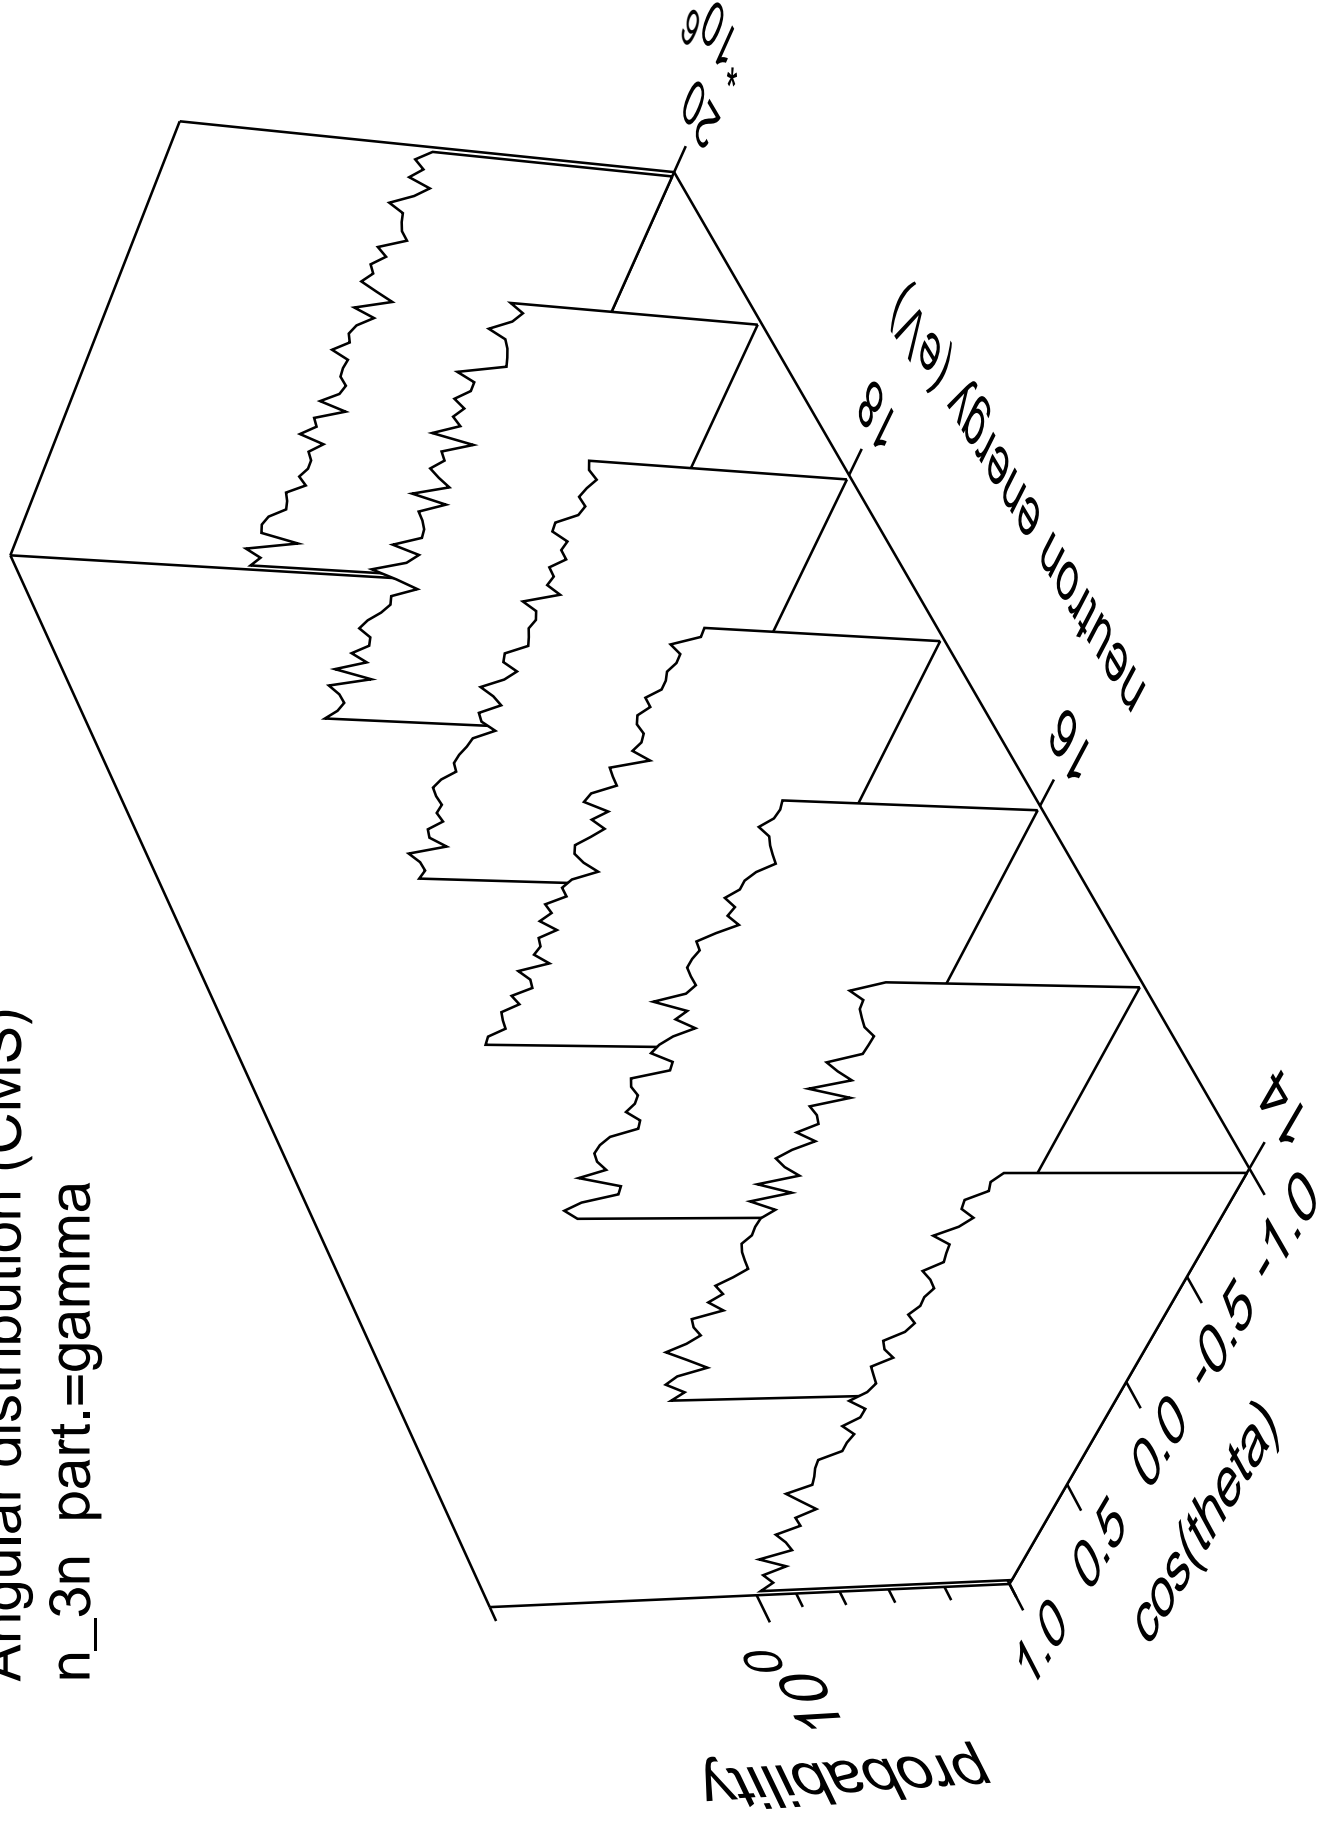 Angular distribution (CMS)
n_3n part.=gamma
probability
10^0
cos(theta)
1.0 0.5 0.0 -0.5 -1.0
neutron energy (eV)
14 16 18 20
*10^6